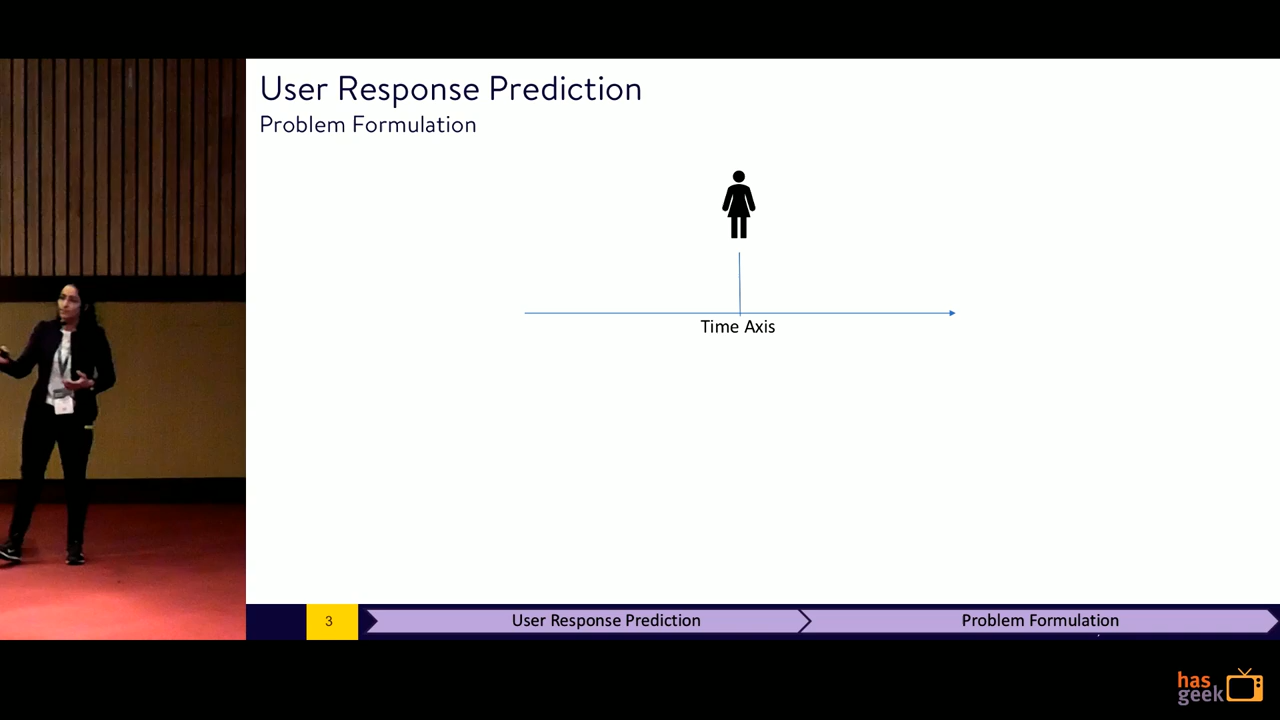 User Response Prediction
Problem Formulation
Time Axis
3
User Response Prediction
Problem Formulation
has
geek